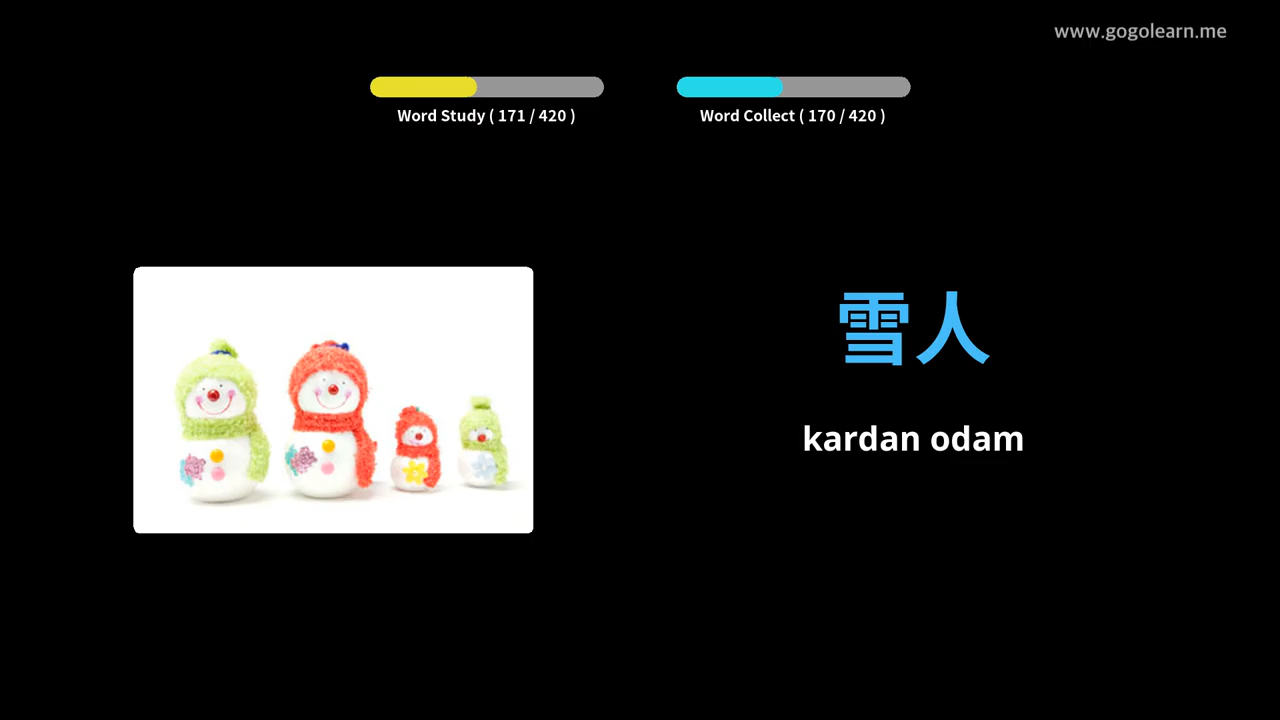 www.gogolearn.me
Word Study ( 171 / 420 )
Word Collect ( 170 / 420 )
雪人
kardan odam